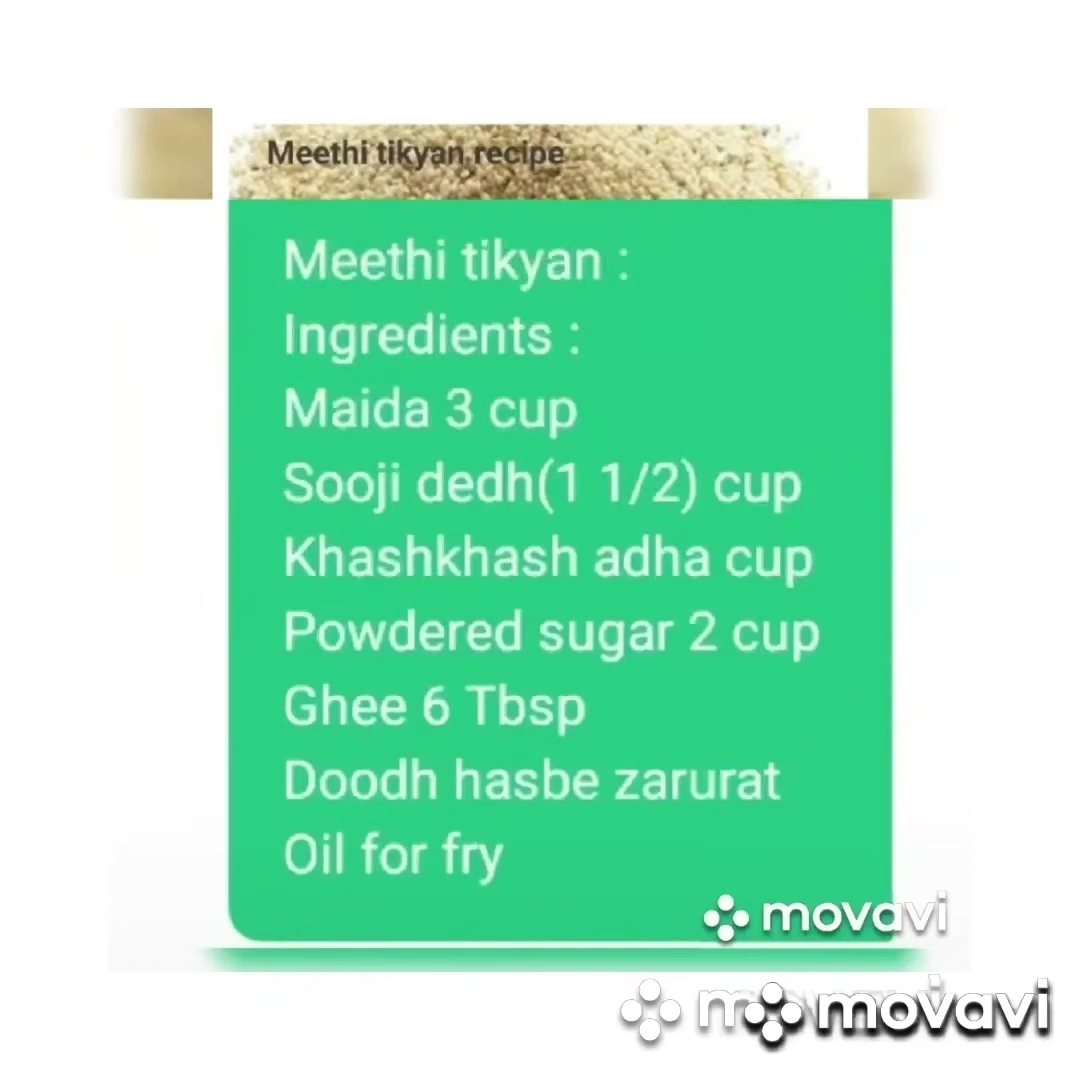 Meethi tikyan recipe
Meethi tikyan :
Ingredients :
Maida 3 cup
Sooji dedh(1 1/2) cup
Khashkhash adha cup
Powdered sugar 2 cup
Ghee 6 Tbsp
Doodh hasbe zarurat
Oil for fry
movavi
movavi